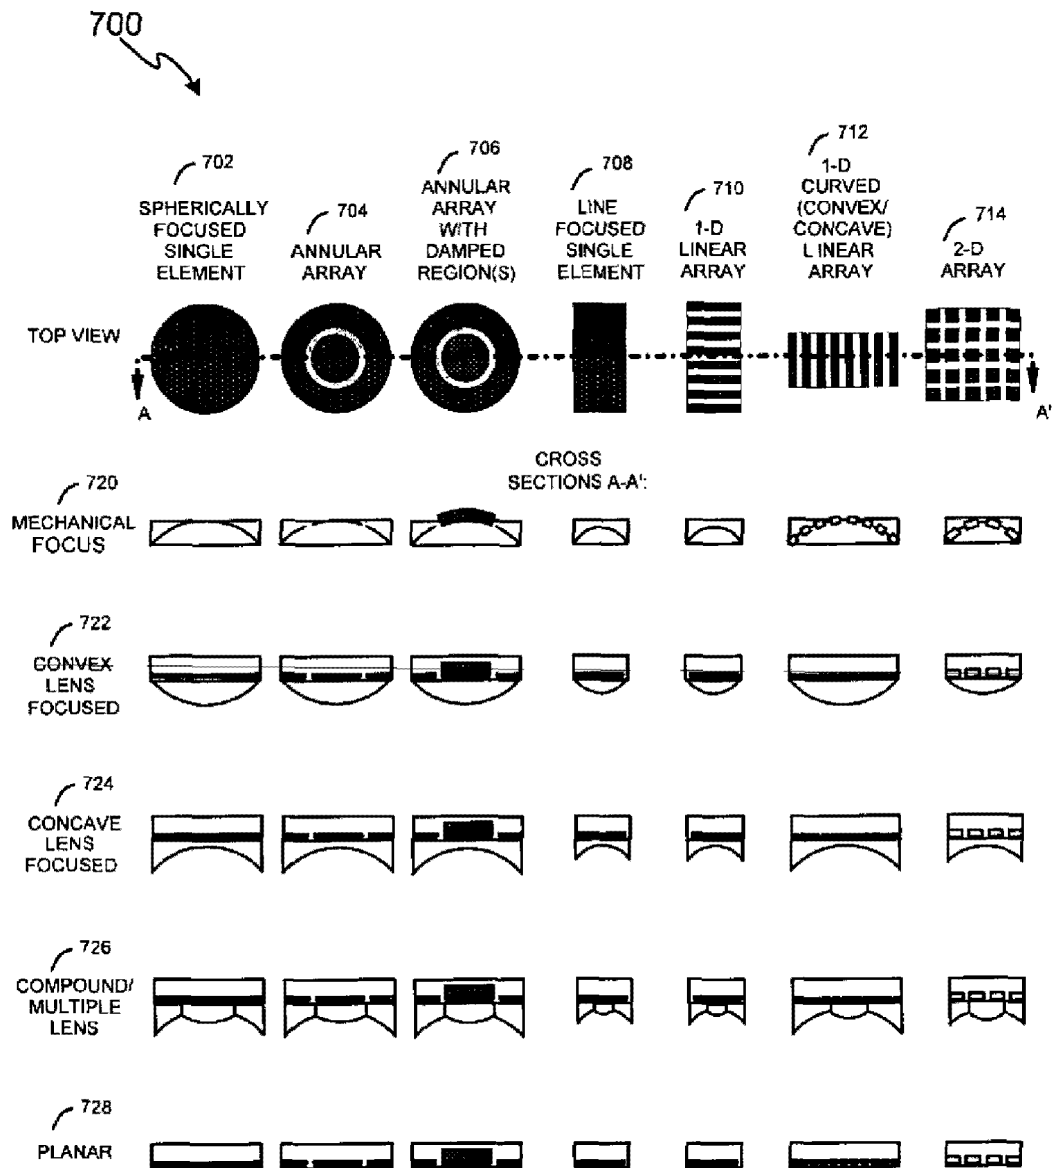 700
702
SPHERICALLY
FOCUSED
SINGLE
ELEMENT
704
ANNULAR
ARRAY
706
ANNULAR
ARRAY
WITH
DAMPED
REGION(S)
708
LINE
FOCUSED
SINGLE
ELEMENT
710
1-D
LINEAR
ARRAY
712
1-D
CURVED
(CONVEX/
CONCAVE)
LINEAR
ARRAY
714
2-D
ARRAY
TOP VIEW
A
A'
CROSS
SECTIONS A-A':
720
MECHANICAL
FOCUS
722
CONVEX
LENS
FOCUSED
724
CONCAVE
LENS
FOCUSED
726
COMPOUND/
MULTIPLE
LENS
728
PLANAR